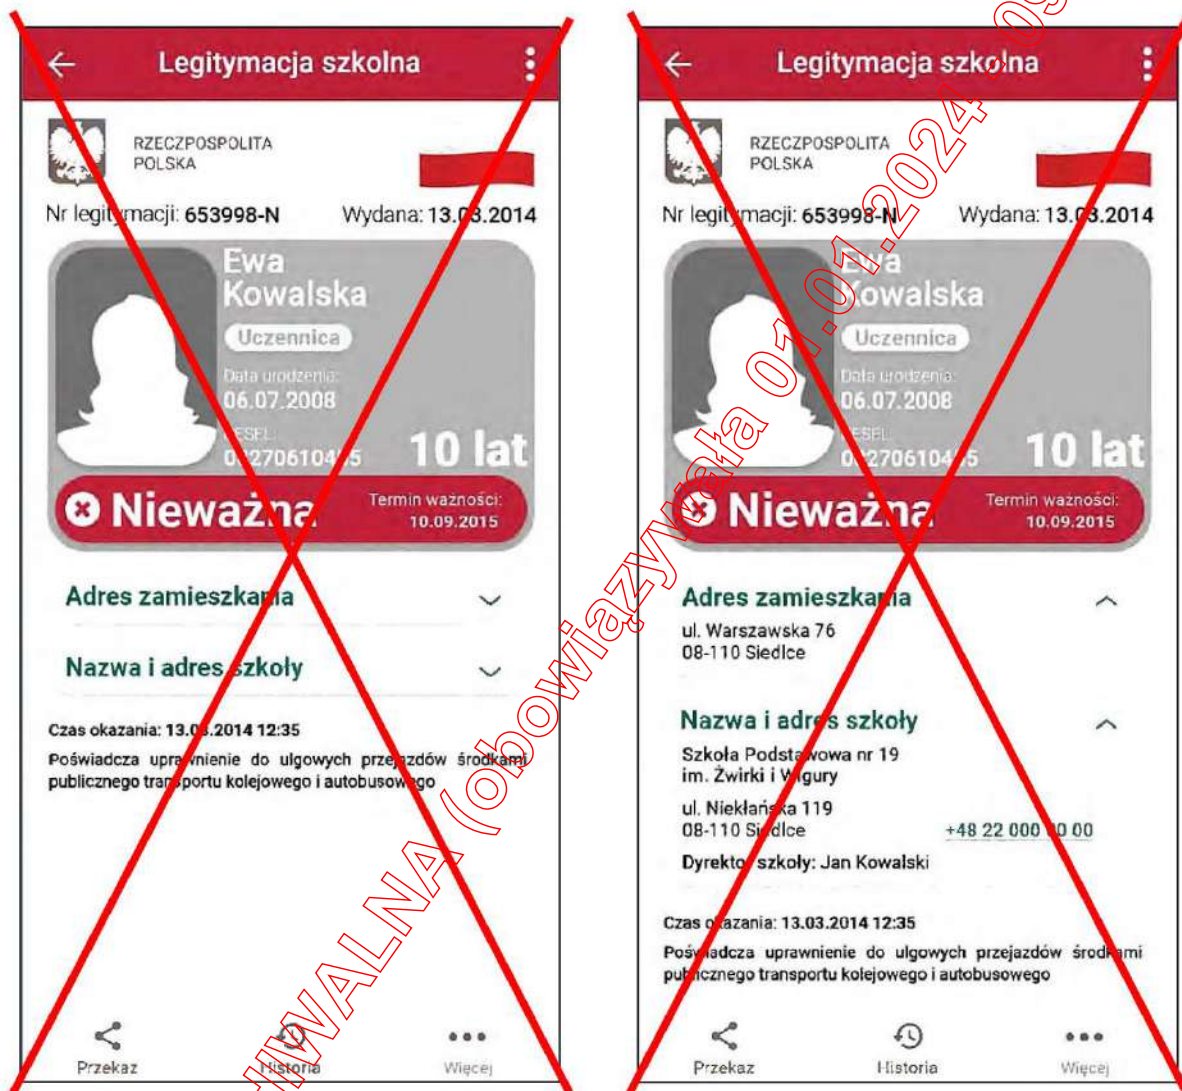 Legitymacja szkolna
RZECZPOSPOLITA
POLSKA
Nr legitymacji: 653998-N Wydana: 13.03.2014
Ewa
Kowalska
Uczennica
Data urodzenia:
06.07.2008
PESEL:
10 lat
Nieważna
Termin ważności:
10.09.2015
Adres zamieszkania
Nazwa i adres szkoły
Czas okazania: 13.03.2014 12:35
Poświadcza uprawnienie do ulgowych przejazdów środkami
publicznego transportu kolejowego i autobusowego
Przekaz Historia Więcej
Legitymacja szkolna
RZECZPOSPOLITA
POLSKA
Nr legitymacji: 653998-N Wydana: 13.03.2014
Ewa
Kowalska
Uczennica
Data urodzenia:
06.07.2008
PESEL:
10 lat
Nieważna
Termin ważności:
10.09.2015
Adres zamieszkania
ul. Warszawska 76
08-110 Siedlce
Nazwa i adres szkoły
Szkoła Podstawowa nr 19
im. Żwirki i Wigury
ul. Niekłańska 119
08-110 Siedlce +48 22 000 00 00
Dyrektor szkoły: Jan Kowalski
Czas okazania: 13.03.2014 12:35
Poświadcza uprawnienie do ulgowych przejazdów środkami
publicznego transportu kolejowego i autobusowego
Przekaz Historia Więcej
(obowiązywała 01.01.2024 -